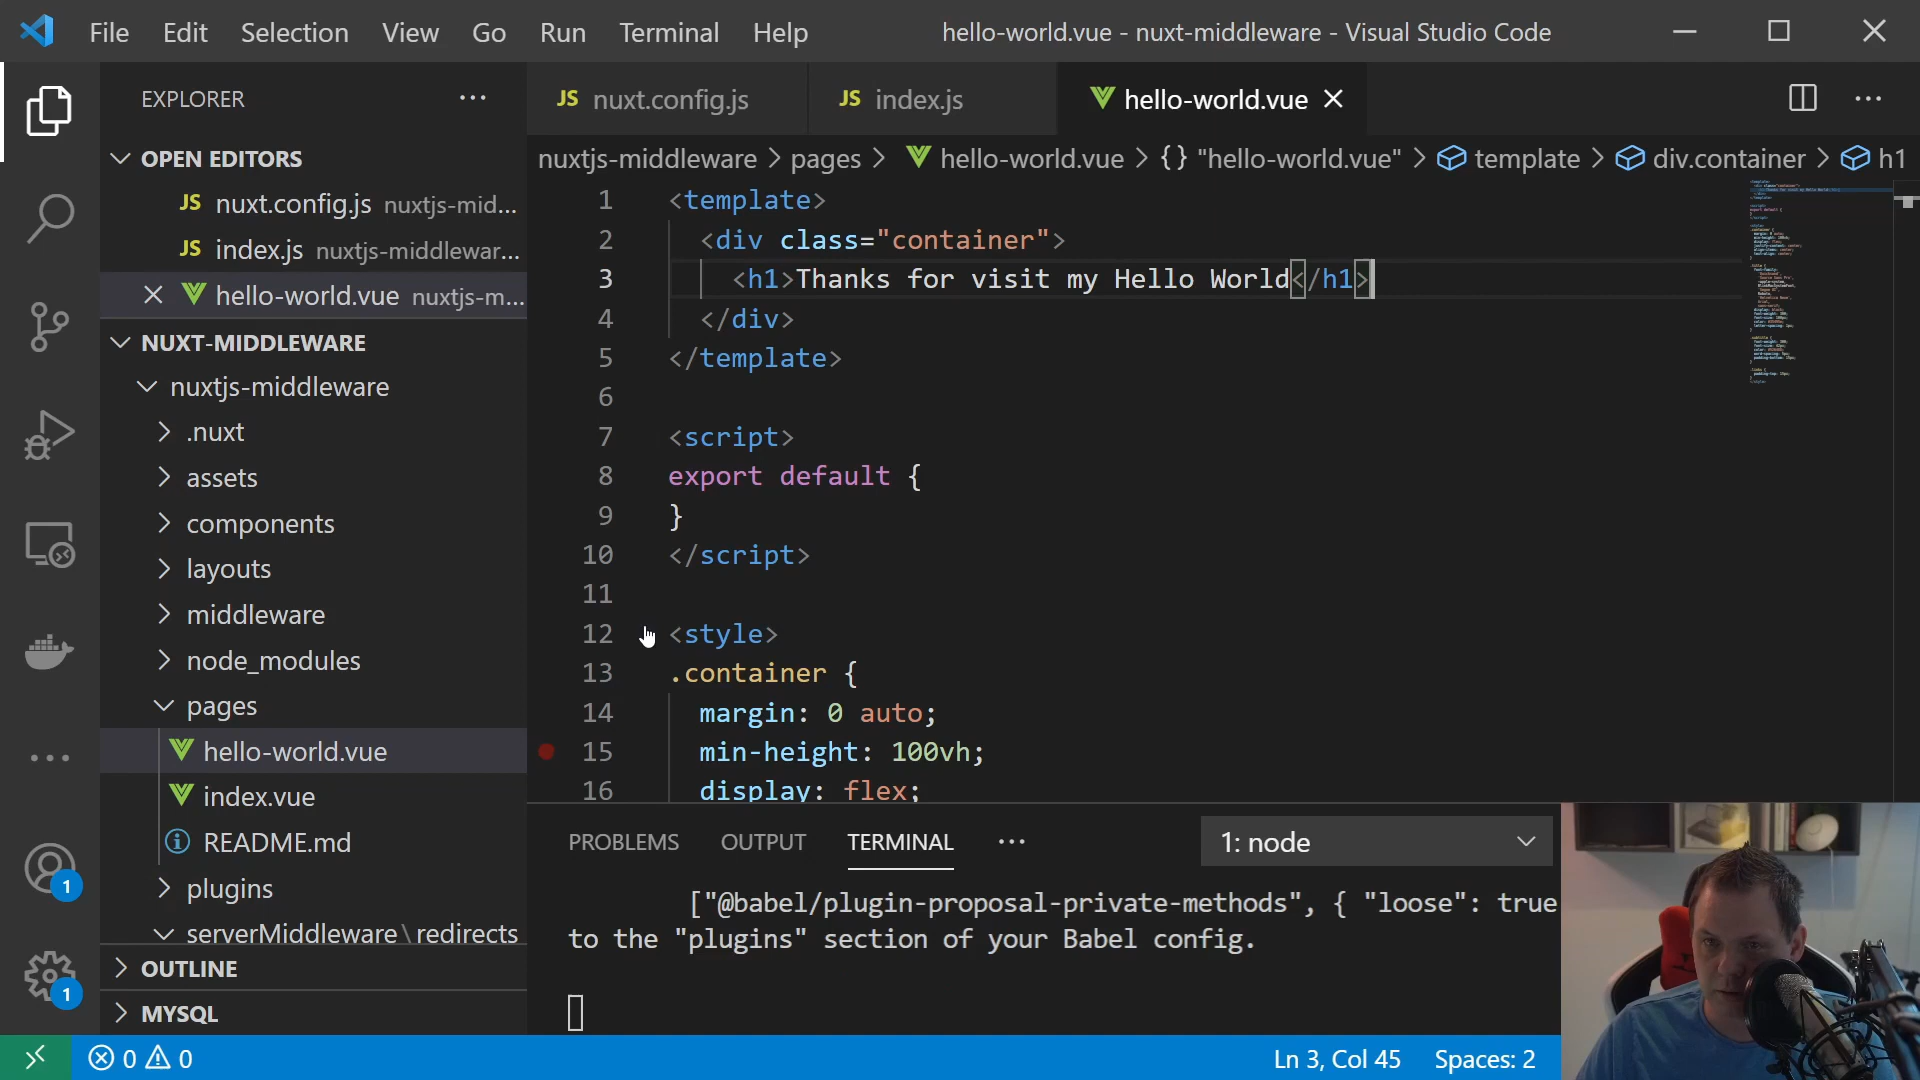 File Edit Selection View Go Run Terminal Help
hello-world.vue - nuxt-middleware - Visual Studio Code
EXPLORER
OPEN EDITORS
JS nuxt.config.js nuxtjs-mid...
JS index.js nuxtjs-middlewar...
hello-world.vue nuxtjs-m...
NUXT-MIDDLEWARE
nuxtjs-middleware
.nuxt
assets
components
layouts
middleware
node_modules
pages
hello-world.vue
index.vue
README.md
plugins
serverMiddleware\redirects
OUTLINE
MYSQL
1
1
JS nuxt.config.js
JS index.js
hello-world.vue
nuxtjs-middleware > pages > hello-world.vue > {} "hello-world.vue" > template > div.container > h1
1 <template>
2 <div class="container">
3 <h1>Thanks for visit my Hello World</h1>
4 </div>
5 </template>
6
7 <script>
8 export default {
9 }
10 </script>
11
12 <style>
13 .container {
14 margin: 0 auto;
15 min-height: 100vh;
16 display: flex;
PROBLEMS OUTPUT TERMINAL ...
1: node
["@babel/plugin-proposal-private-methods", { "loose": true
to the "plugins" section of your Babel config.
0 0
Ln 3, Col 45 Spaces: 2